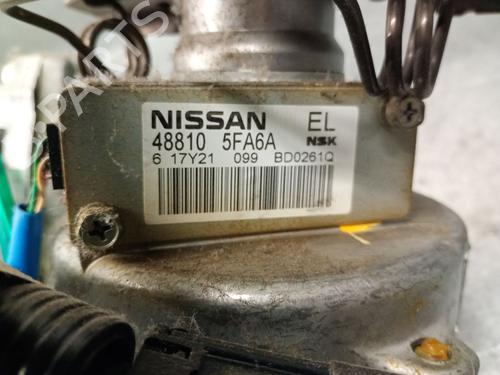 NISSAN EL
48810 5FA6A NSK
6 17Y21 099 BD0261Q